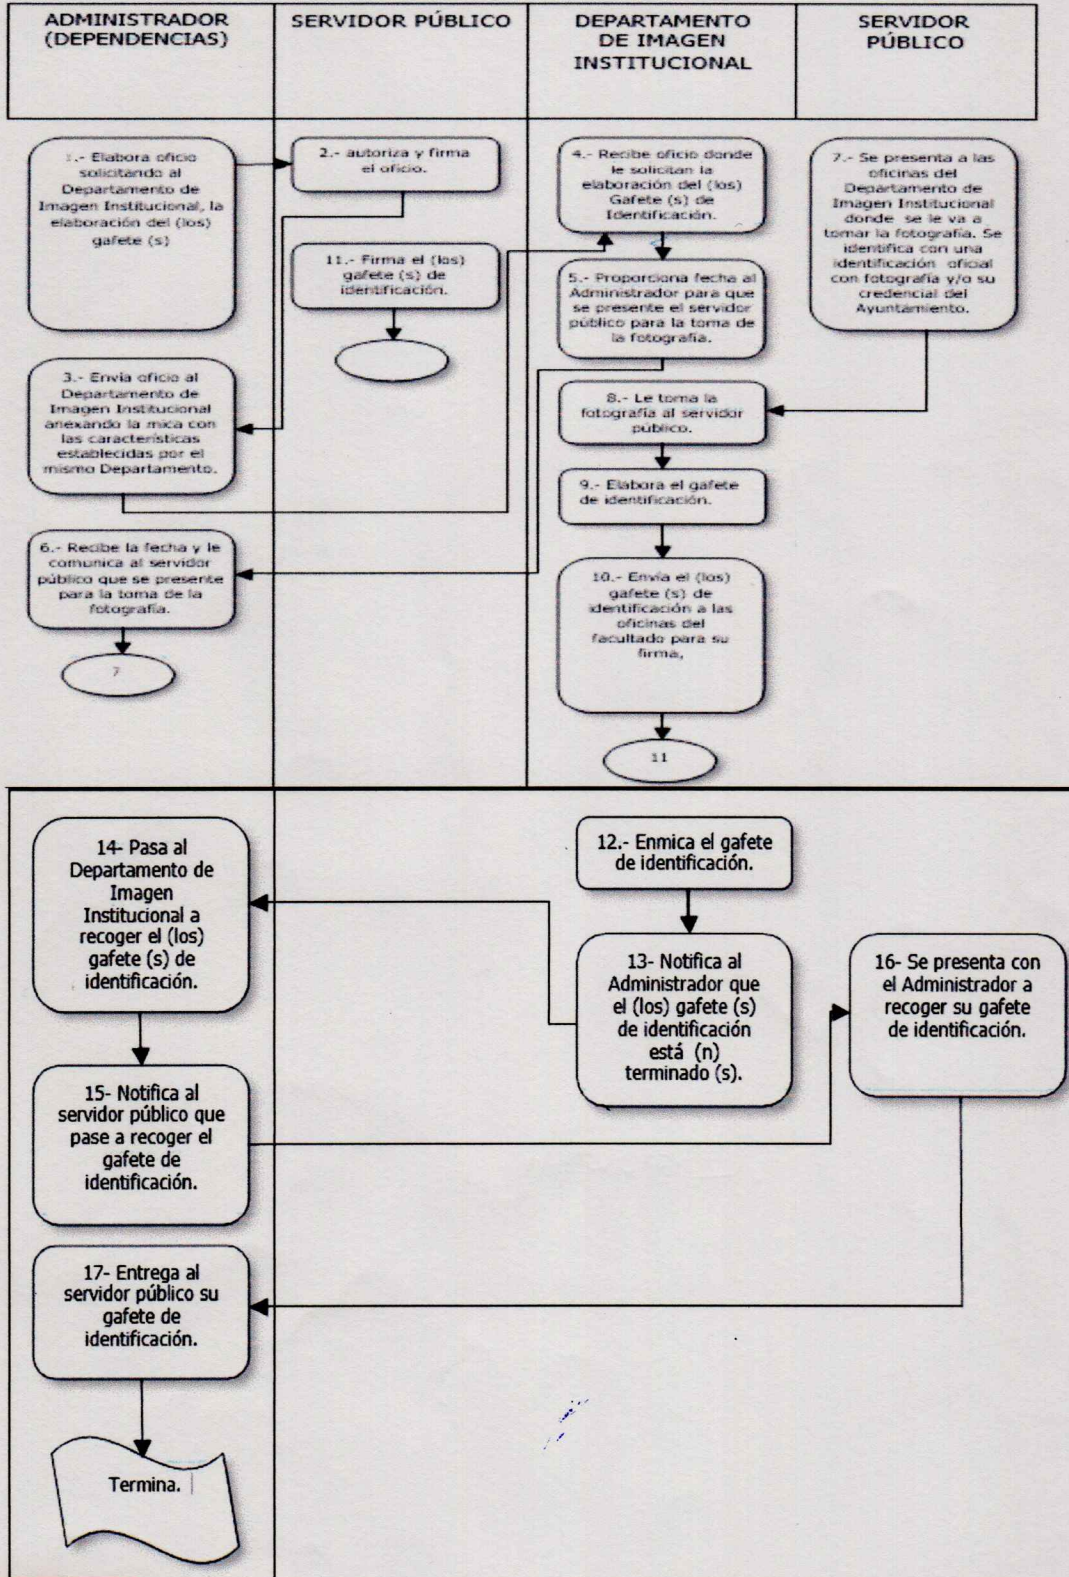 ADMINISTRADOR
(DEPENDENCIAS)
SERVIDOR PÚBLICO
DEPARTAMENTO
DE IMAGEN
INSTITUCIONAL
SERVIDOR
PÚBLICO
1.- Elabora oficio
solicitando al
Departamento de
Imagen Institucional, la
elaboración del (los)
gafete (s)
2.- autoriza y firma
el oficio.
3.- Envía oficio al
Departamento de
Imagen Institucional
anexando la mica con
las características
establecidas por el
mismo Departamento.
4.- Recibe oficio donde
le solicitan la
elaboración del (los)
Gafete (s) de
Identificación.
5.- Proporciona fecha al
Administrador para que
se presente el servidor
público para la toma de
la fotografía.
6.- Recibe la fecha y le
comunica al servidor
público que se presente
para la toma de la
fotografía.
7
7.- Se presenta a las
oficinas del
Departamento de
Imagen Institucional
donde se le va a
tomar la fotografía. Se
identifica con una
identificación oficial
con fotografía y/o su
credencial del
Ayuntamiento.
8.- Le toma la
fotografía al servidor
público.
9.- Elabora el gafete
de identificación.
10.- Envía el (los)
gafete (s) de
identificación a las
oficinas del
facultado para su
firma,
11
11.- Firma el (los)
gafete (s) de
identificación.
12.- Enmica el gafete
de identificación.
13- Notifica al
Administrador que
el (los) gafete (s)
de identificación
está (n)
terminado (s).
14- Pasa al
Departamento de
Imagen
Institucional a
recoger el (los)
gafete (s) de
identificación.
15- Notifica al
servidor público que
pase a recoger el
gafete de
identificación.
16- Se presenta con
el Administrador a
recoger su gafete
de identificación.
17- Entrega al
servidor público su
gafete de
identificación.
Termina.